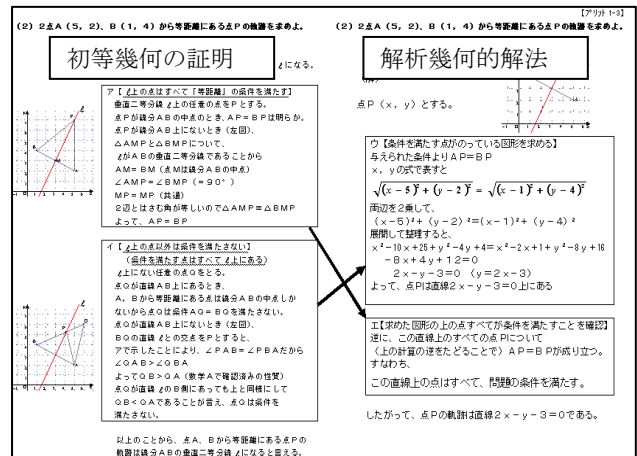 【プリント 1-3】
(2) 2点A(5,2)、B(1,4)から等距離にある点Pの軌跡を求めよ。
初等幾何の証明
ℓになる。
ア【ℓ上の点はすべて「等距離」の条件を満たす】
垂直二等分線ℓ上の任意の点をPとする。
点Pが線分ABの中点のとき、AP=BPは明らか。
点Pが線分AB上にないとき(左図)、
△AMPと△BMPについて、
ℓがABの垂直二等分線であることから
AM=BM(点Mは線分ABの中点)
∠AMP=∠BMP(=90°)
MP=MP(共通)
2辺とはさむ角が等しいので△AMP≡△BMP
よって、AP=BP
イ【ℓ上の点以外は条件を満たさない】
(条件を満たす点はすべてℓ上にある)
ℓ上にない任意の点をQとする。
点Qが直線AB上にあるとき、
A,Bから等距離にある点は線分ABの中点しか
ないから点Qは条件AQ=BQを満たさない。
点Qが直線AB上にないとき(左図)、
BQの直線ℓとの交点をPとすると、
アで示したことにより、∠PAB=∠PBAだから
∠QAB>∠QBA
よってQB>QA(数学Aで確認済みの性質)
点Qが直線ℓのB側にあっても上と同様にして
QB<QAであることが言え、点Qは条件を
満たさない。
以上のことから、点A、Bから等距離にある点Pの
軌跡は線分ABの垂直二等分線ℓになると言える。
(2) 2点A(5,2)、B(1,4)から等距離にある点Pの軌跡を求めよ。
解析幾何的解法
点P(x,y)とする。
ウ【条件を満たす点がのっている図形を求める】
与えられた条件よりAP=BP
x,yの式で表すと
√(x−5)²+(y−2)² = √(x−1)²+(y−4)²
両辺を2乗して、
(x−5)²+(y−2)²=(x−1)²+(y−4)²
展開して整理すると、
x²−10x+25+y²−4y+4=x²−2x+1+y²−8y+16
−8x+4y+12=0
2x−y−3=0 (y=2x−3)
よって、点Pは直線2x−y−3=0上にある
エ【求めた図形の上の点すべてが条件を満たすことを確認】
逆に、この直線上のすべての点Pについて
(上の計算の逆をたどることで)AP=BPが成り立つ。
すなわち、
この直線上の点はすべて、問題の条件を満たす。
したがって、点Pの軌跡は直線2x−y−3=0である。